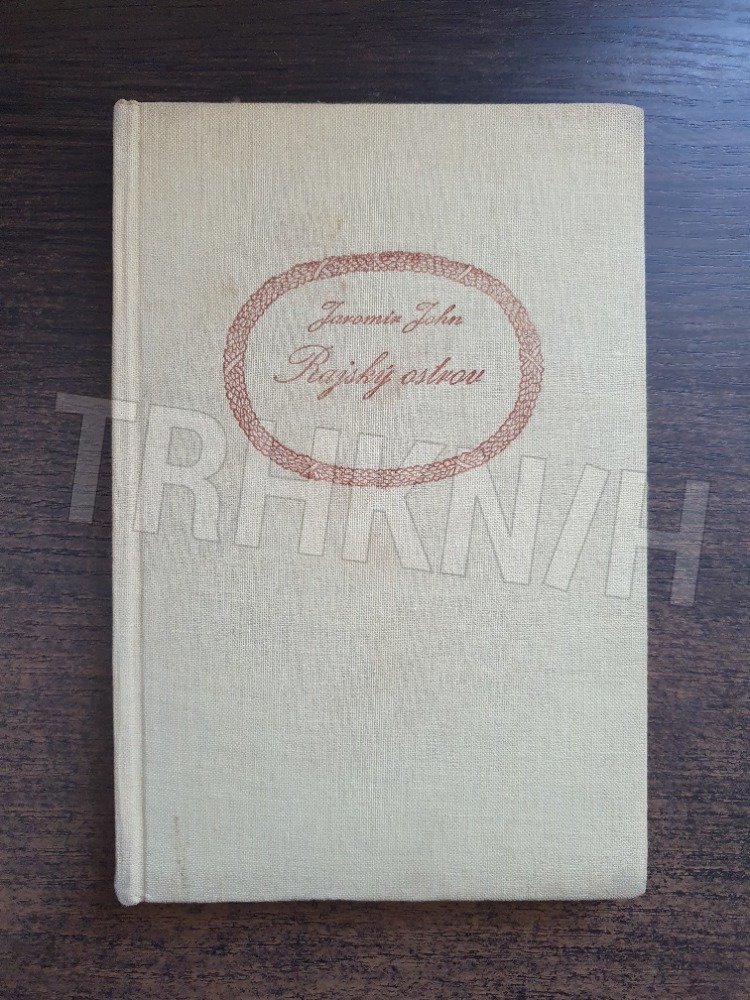 Jaromír John
Rajský ostrov
TRHKNIH